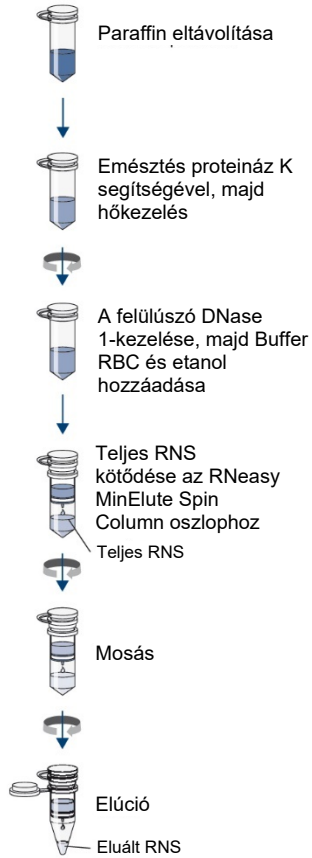 Paraffin eltávolítása
Emésztés proteináz K
segítségével, majd
hőkezelés
A felülúszó DNase
1-kezelése, majd Buffer
RBC és etanol
hozzáadása
Teljes RNS
kötődése az RNeasy
MinElute Spin
Column oszlophoz
Teljes RNS
Mosás
Elúció
Eluált RNS